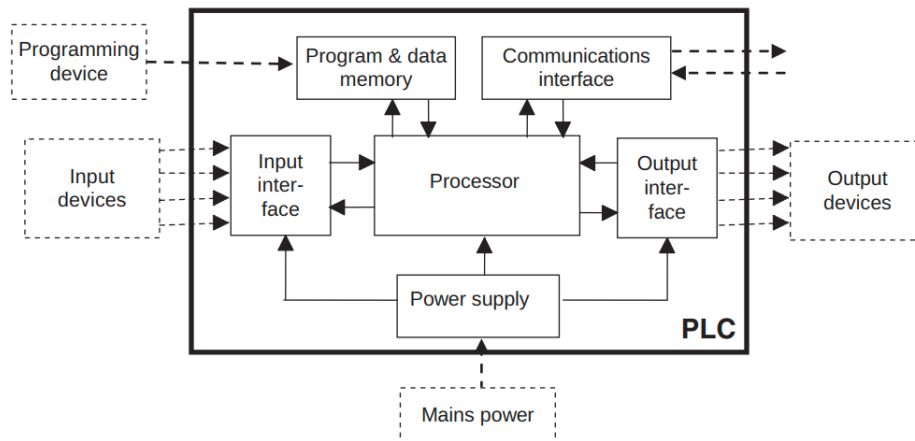 Programming
device
Program & data
memory
Communications
interface
Input
devices
Input
inter-
face
Processor
Output
inter-
face
Output
devices
Power supply
PLC
Mains power